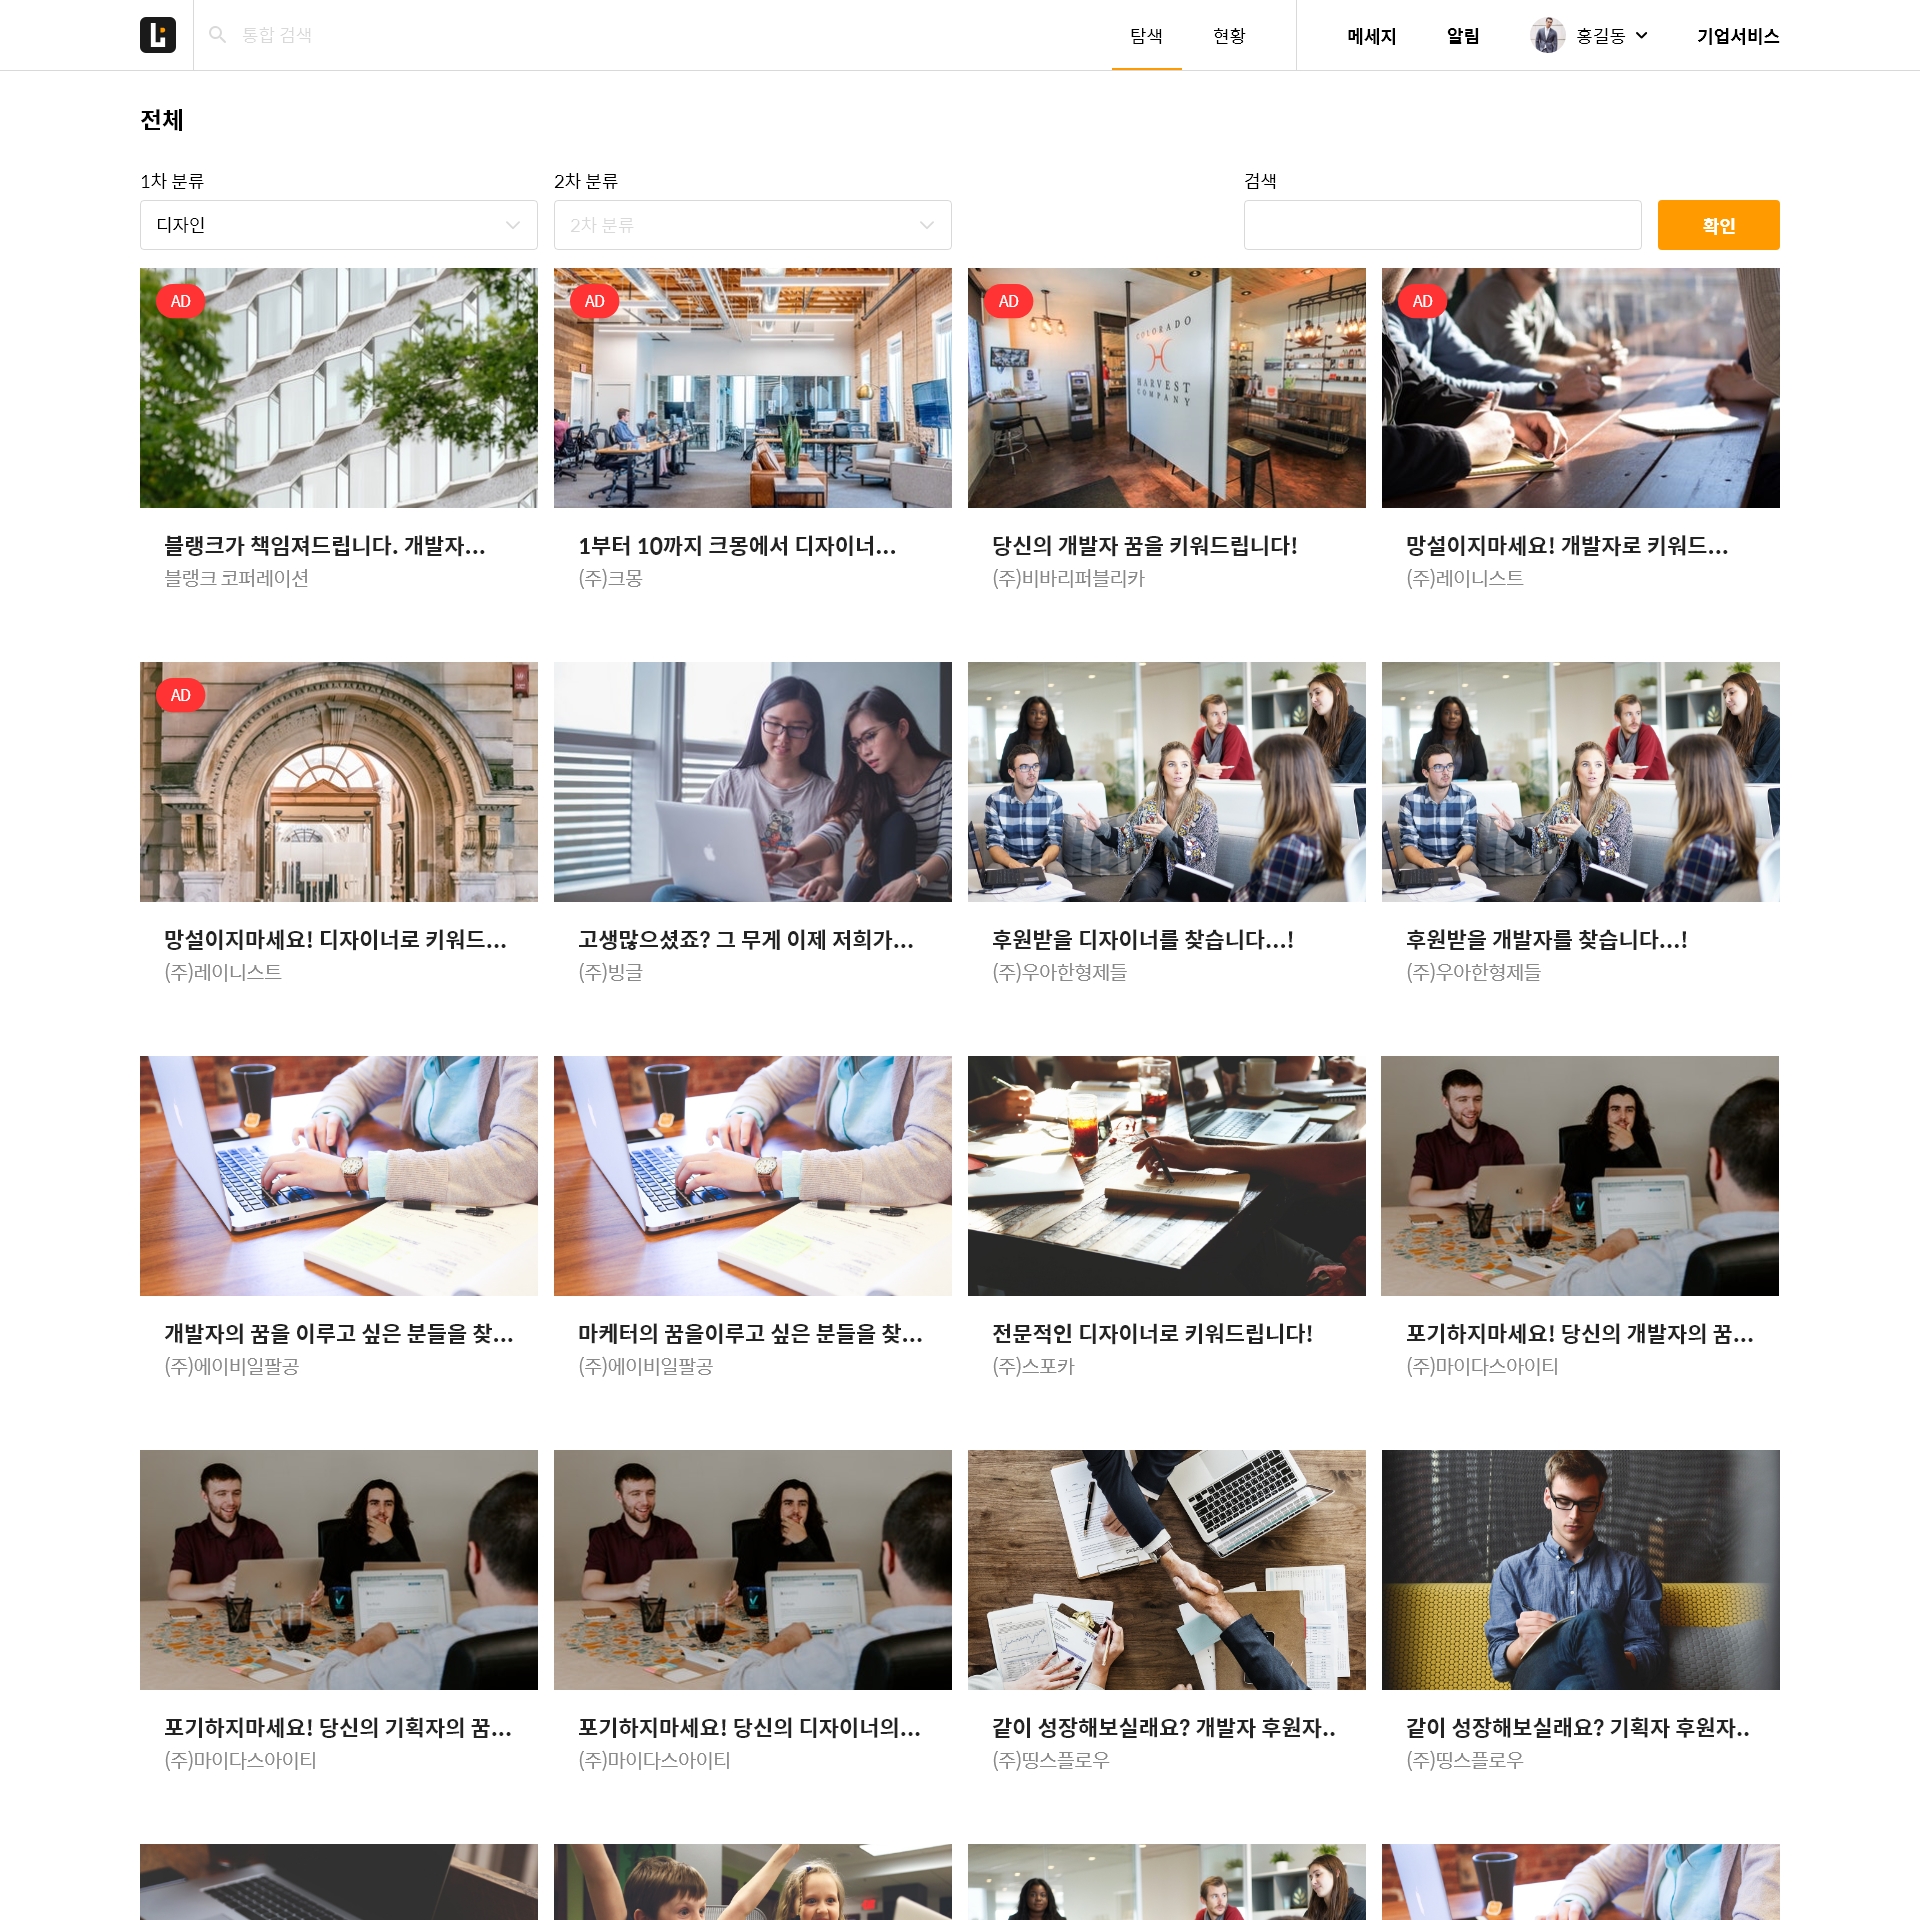 통합 검색
탐색
현황
메세지
알림
홍길동
기업서비스
전체
1차 분류
2차 분류
검색
디자인
2차 분류
확인
AD
AD
AD
AD
COLORADO
HARVEST
COMPANY
블랭크가 책임져드립니다. 개발자...
1부터 10까지 크몽에서 디자이너...
당신의 개발자 꿈을 키워드립니다!
망설이지마세요! 개발자로 키워드...
블랭크 코퍼레이션
(주)크몽
(주)비바리퍼블리카
(주)레이니스트
AD
망설이지마세요! 디자이너로 키워드...
고생많으셨죠? 그 무게 이제 저희가...
후원받을 디자이너를 찾습니다...!
후원받을 개발자를 찾습니다...!
(주)레이니스트
(주)빙글
(주)우아한형제들
(주)우아한형제들
개발자의 꿈을 이루고 싶은 분들을 찾...
마케터의 꿈을이루고 싶은 분들을 찾...
전문적인 디자이너로 키워드립니다!
포기하지마세요! 당신의 개발자의 꿈...
(주)에이비일팔공
(주)에이비일팔공
(주)스포카
(주)마이다스아이티
포기하지마세요! 당신의 기획자의 꿈...
포기하지마세요! 당신의 디자이너의...
같이 성장해보실래요? 개발자 후원자..
같이 성장해보실래요? 기획자 후원자..
(주)마이다스아이티
(주)마이다스아이티
(주)띵스플로우
(주)띵스플로우